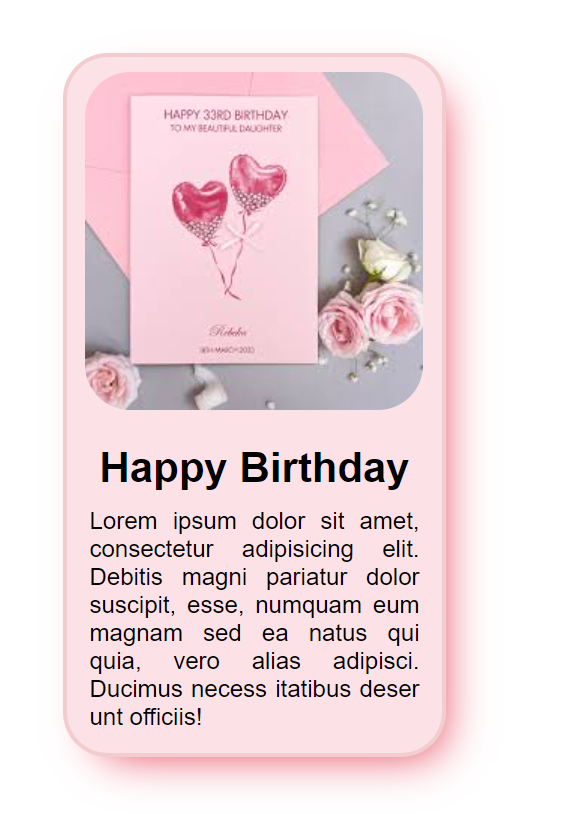 HAPPY 33RD BIRTHDAY
TO MY BEAUTIFUL DAUGHTER
Rebeka
18TH MARCH 2020
Happy Birthday
Lorem ipsum dolor sit amet,
consectetur adipisicing elit.
Debitis magni pariatur dolor
suscipit, esse, numquam eum
magnam sed ea natus qui
quia, vero alias adipisci.
Ducimus necess itatibus deser
unt officiis!